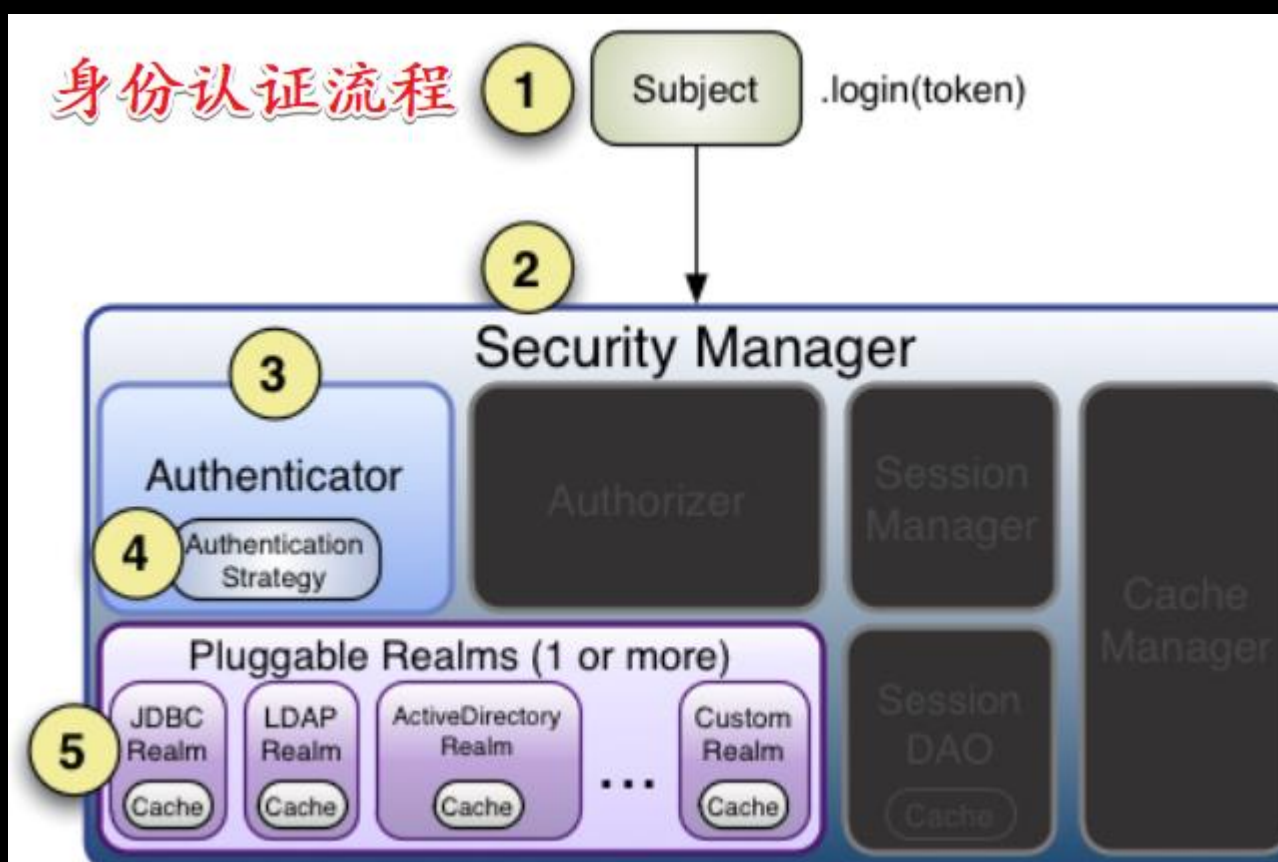 身份认证流程
1
Subject
.login(token)
2
Security Manager
3
Authenticator
4
Authentication
Strategy
Authorizer
Session
Manager
Cache
Manager
Pluggable Realms (1 or more)
5
JDBC
Realm
Cache
LDAP
Realm
Cache
ActiveDirectory
Realm
Cache
...
Custom
Realm
Cache
Session
DAO
Cache